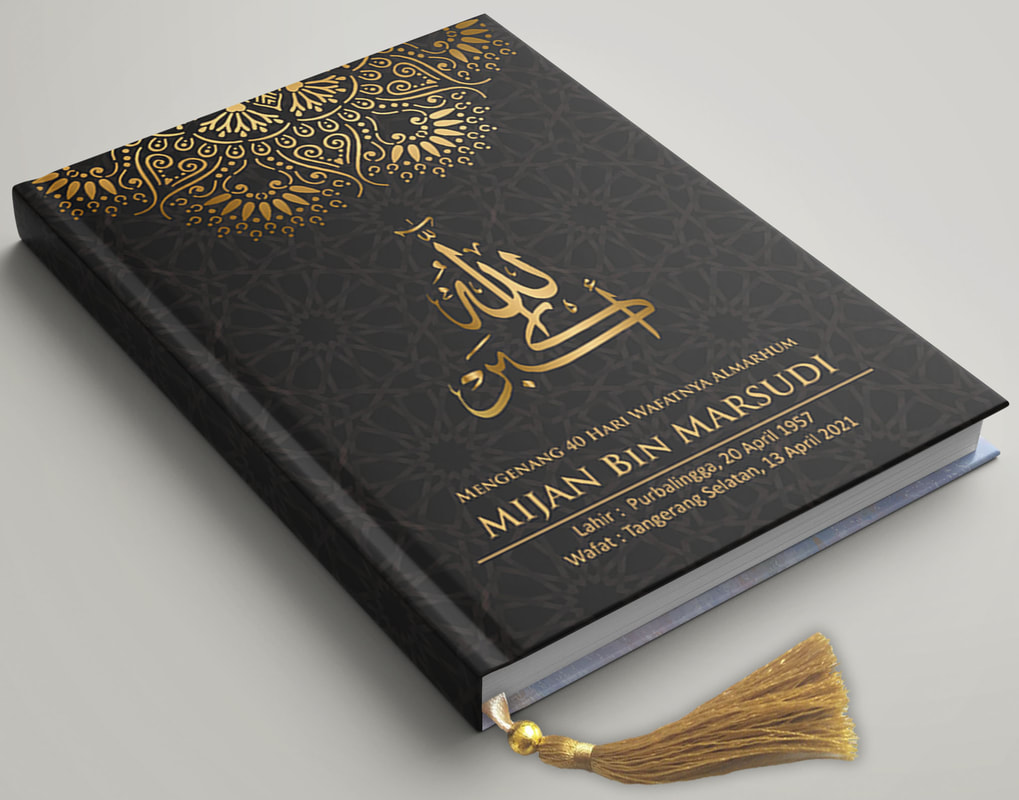 الله أكبر
MENGENANG 40 HARI WAFATNYA ALMARHUM
MIJAN BIN MARSUDI
Lahir : Purbalingga, 20 April 1957
Wafat : Tangerang Selatan, 13 April 2021